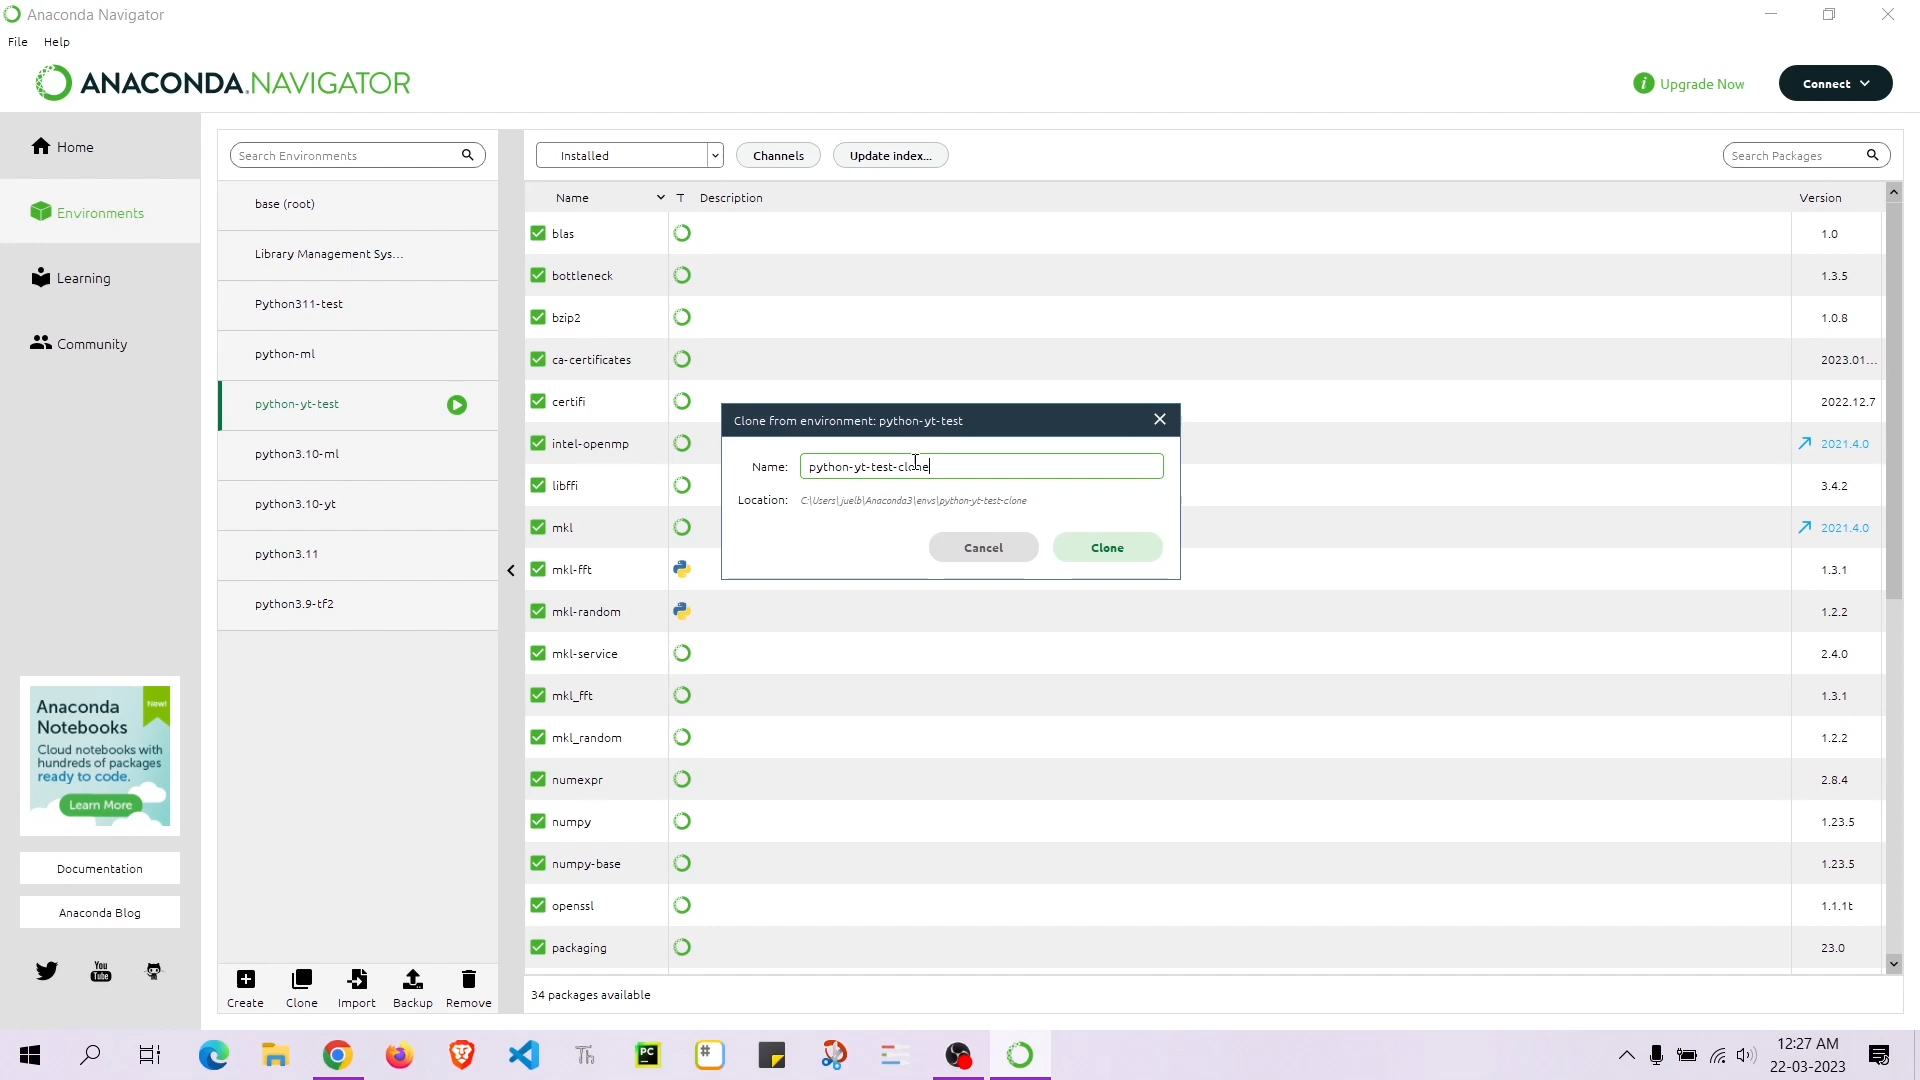 Anaconda Navigator
File Help
ANACONDA.NAVIGATOR
i Upgrade Now
Connect
Home
Environments
Learning
Community
Anaconda
Notebooks
New!
Cloud notebooks with
hundreds of packages
ready to code.
Learn More
Documentation
Anaconda Blog
You
Tube
Search Environments
base (root)
Library Management Sys...
Python311-test
python-ml
python-yt-test
python3.10-ml
python3.10-yt
python3.11
python3.9-tf2
Create Clone Import Backup Remove
Installed Channels Update index... Search Packages
Name T Description Version
blas 1.0
bottleneck 1.3.5
bzip2 1.0.8
ca-certificates 2023.01...
certifi 2022.12.7
intel-openmp 2021.4.0
libffi 3.4.2
mkl 2021.4.0
mkl-fft 1.3.1
mkl-random 1.2.2
mkl-service 2.4.0
mkl_fft 1.3.1
mkl_random 1.2.2
numexpr 2.8.4
numpy 1.23.5
numpy-base 1.23.5
openssl 1.1.1t
packaging 23.0
34 packages available
Clone from environment: python-yt-test
Name: python-yt-test-clone
Location: C:\Users\juelb\Anaconda3\envs\python-yt-test-clone
Cancel Clone
Th
PC
#
12:27 AM
22-03-2023